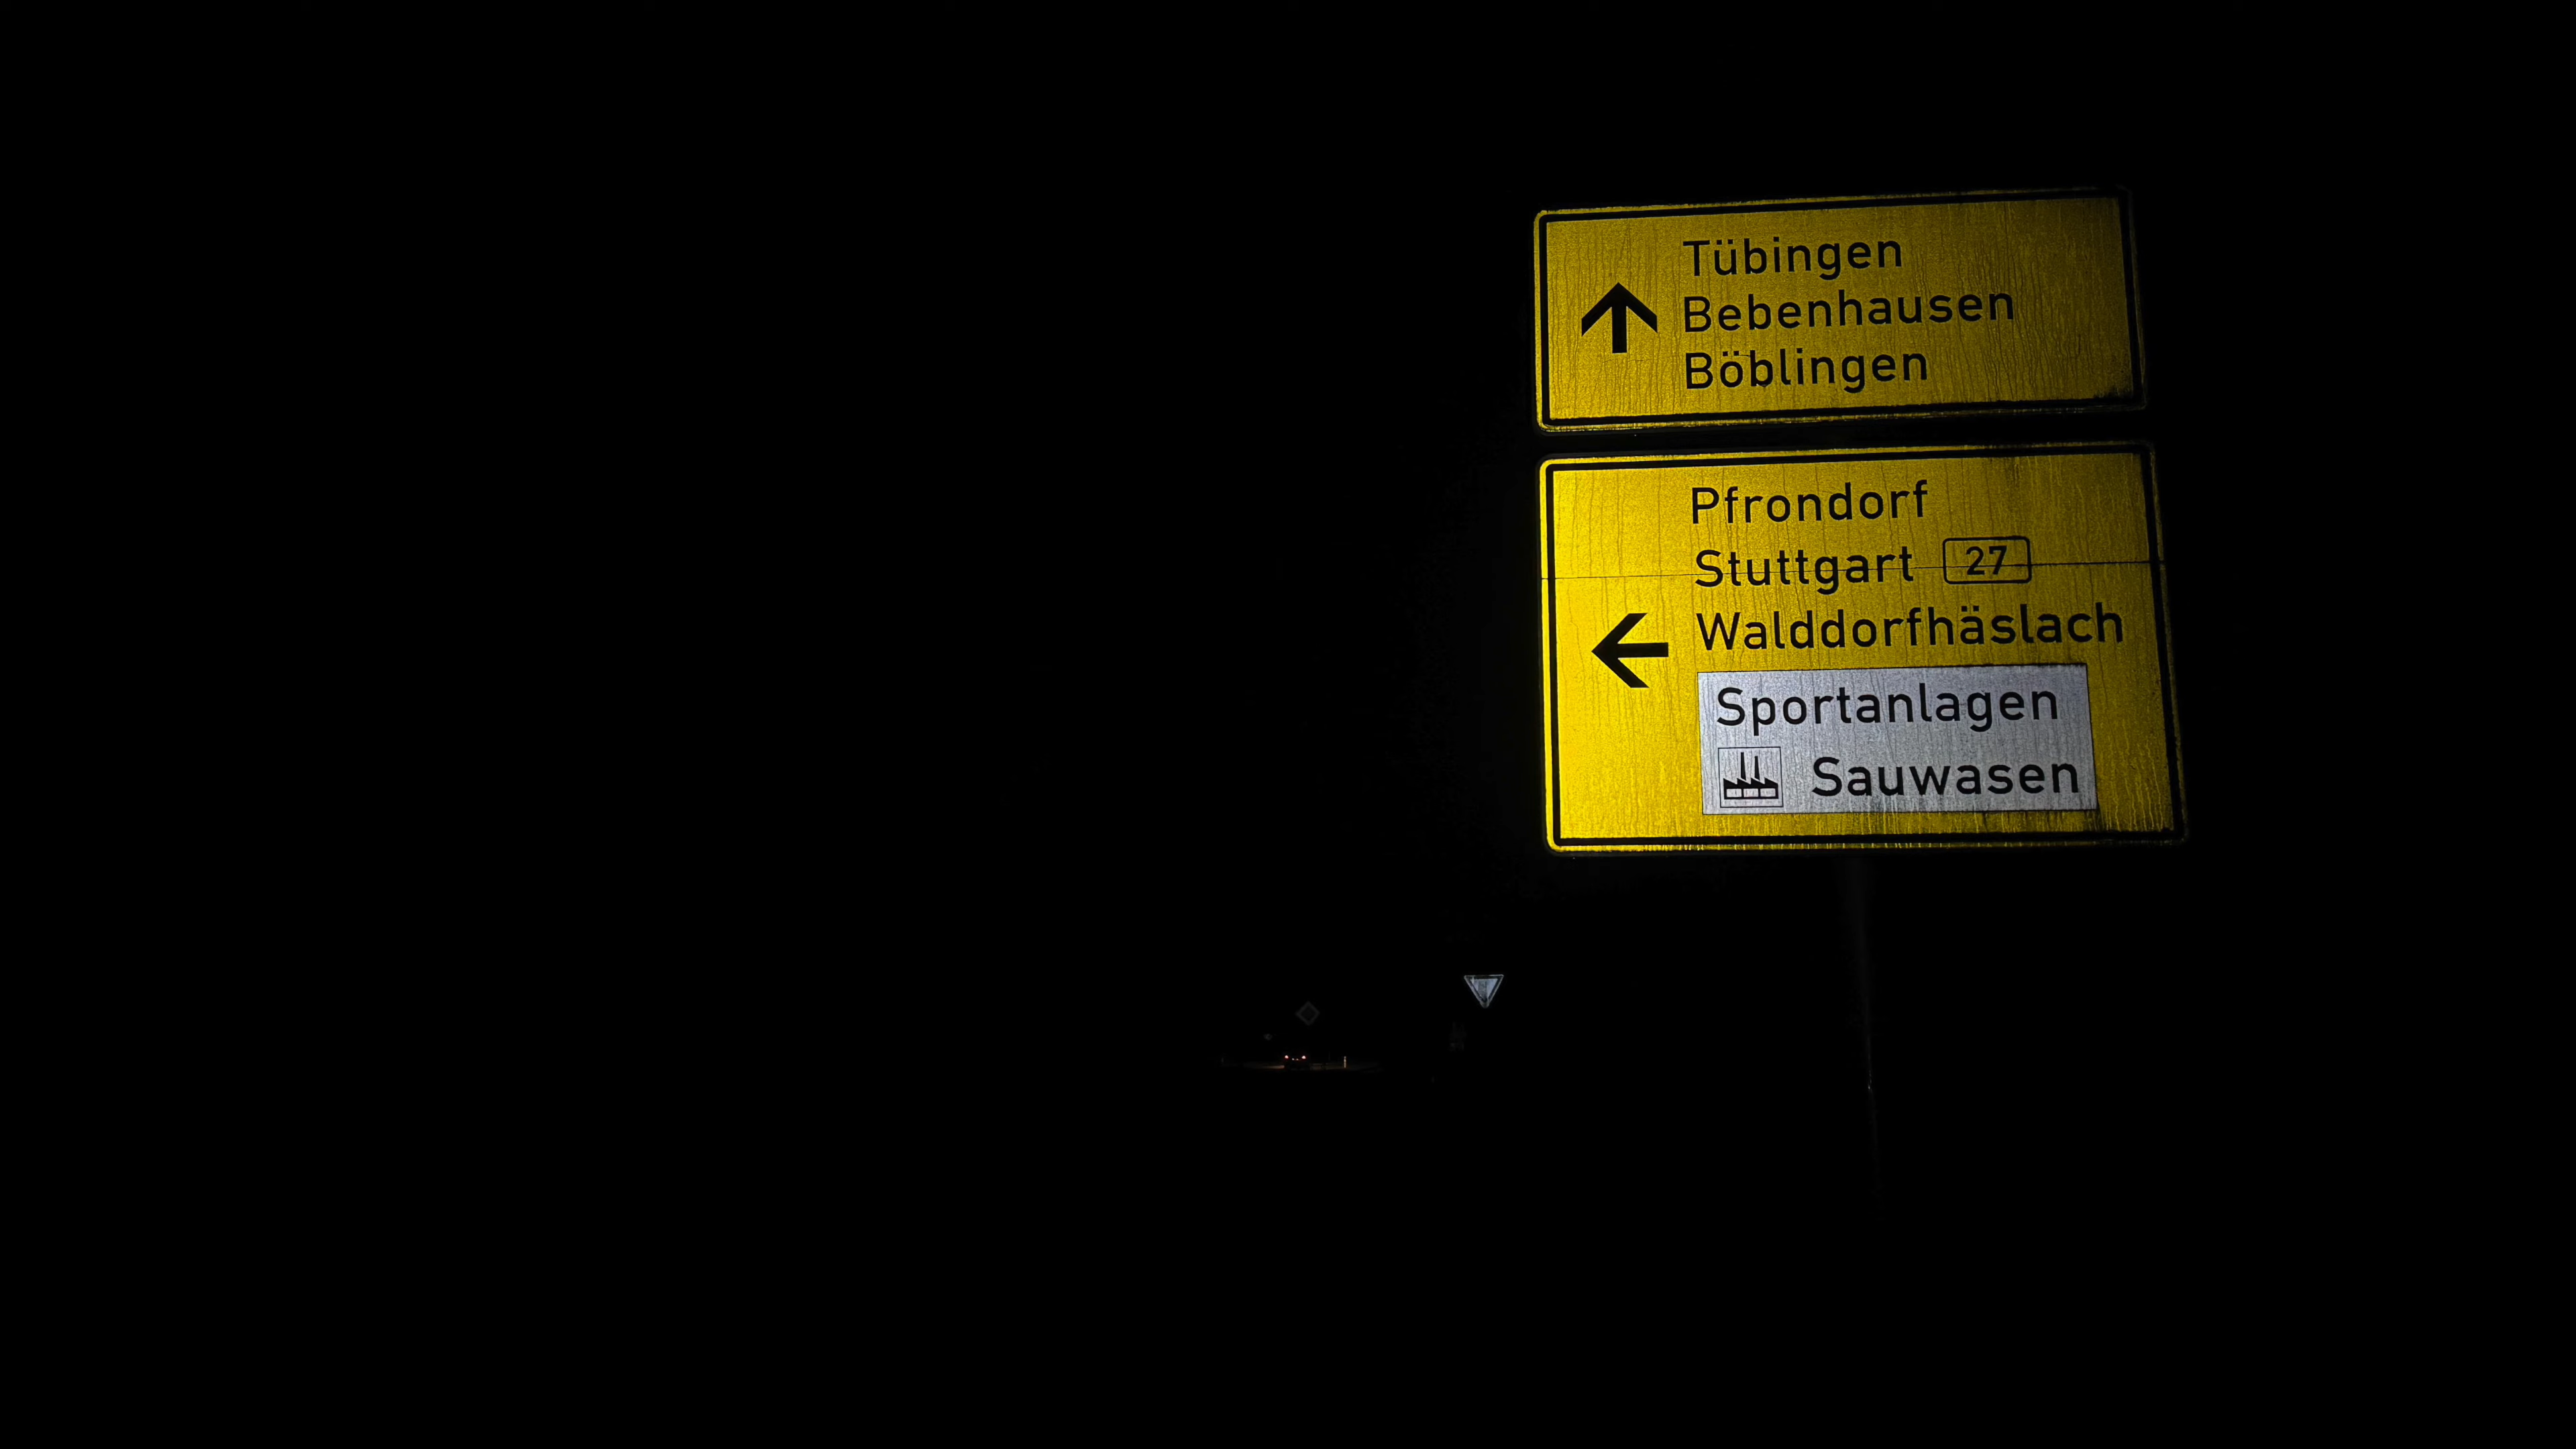 Tübingen
Bebenhausen
Böblingen
Pfrondorf
Stuttgart 27
Walddorfhäslach
Sportanlagen
Sauwasen